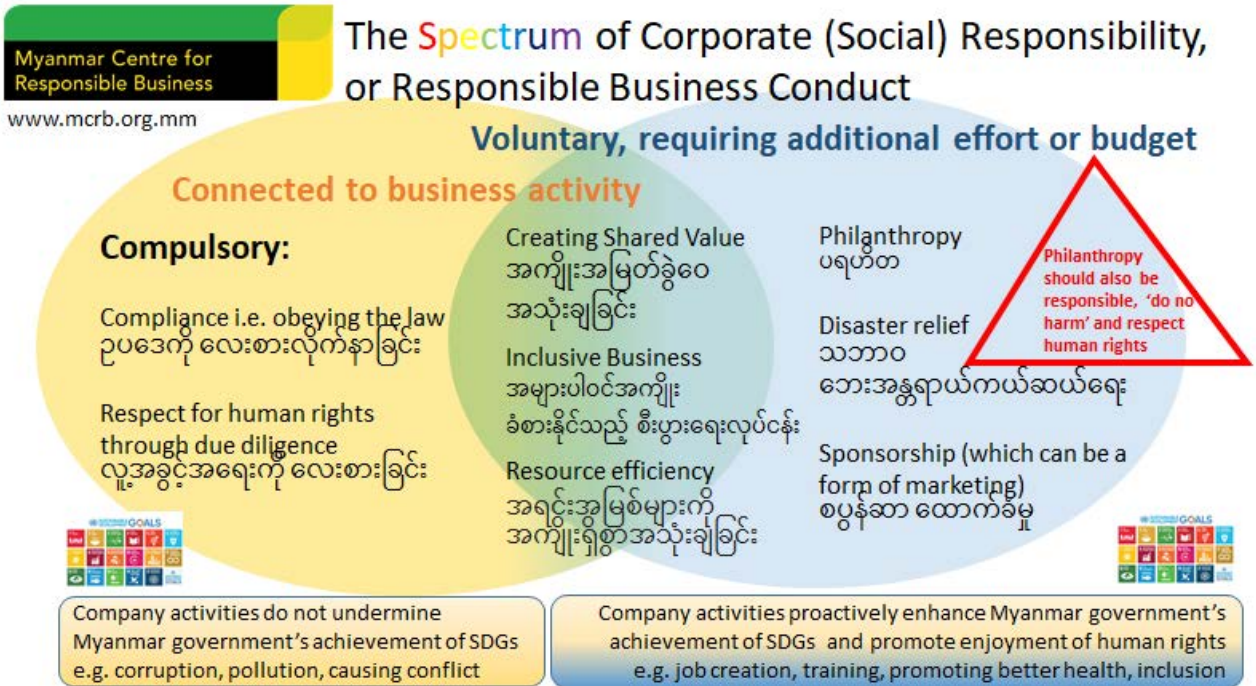 Myanmar Centre for
Responsible Business
www.mcrb.org.mm
The Spectrum of Corporate (Social) Responsibility,
or Responsible Business Conduct
Voluntary, requiring additional effort or budget
Connected to business activity
Compulsory:
Compliance i.e. obeying the law
ဥပဒေကို လေးစားလိုက်နာခြင်း
Respect for human rights
through due diligence
လူ့အခွင့်အရေးကို လေးစားခြင်း
Creating Shared Value
အကျိုးအမြတ်ခွဲဝေ
အသုံးချခြင်း
Inclusive Business
အများပါဝင်အကျိုး
ခံစားနိုင်သည့် စီးပွားရေးလုပ်ငန်း
Resource efficiency
အရင်းအမြစ်များကို
အကျိုးရှိစွာအသုံးချခြင်း
Philanthropy
ပရဟိတ
Disaster relief
သဘာဝ
ဘေးအန္တရာယ်ကယ်ဆယ်ရေး
Sponsorship (which can be a
form of marketing)
စပွန်ဆာ ထောက်ခံမှု
Philanthropy
should also be
responsible, ‘do no
harm’ and respect
human rights
GOALS
GOALS
Company activities do not undermine
Myanmar government’s achievement of SDGs
e.g. corruption, pollution, causing conflict
Company activities proactively enhance Myanmar government’s
achievement of SDGs and promote enjoyment of human rights
e.g. job creation, training, promoting better health, inclusion